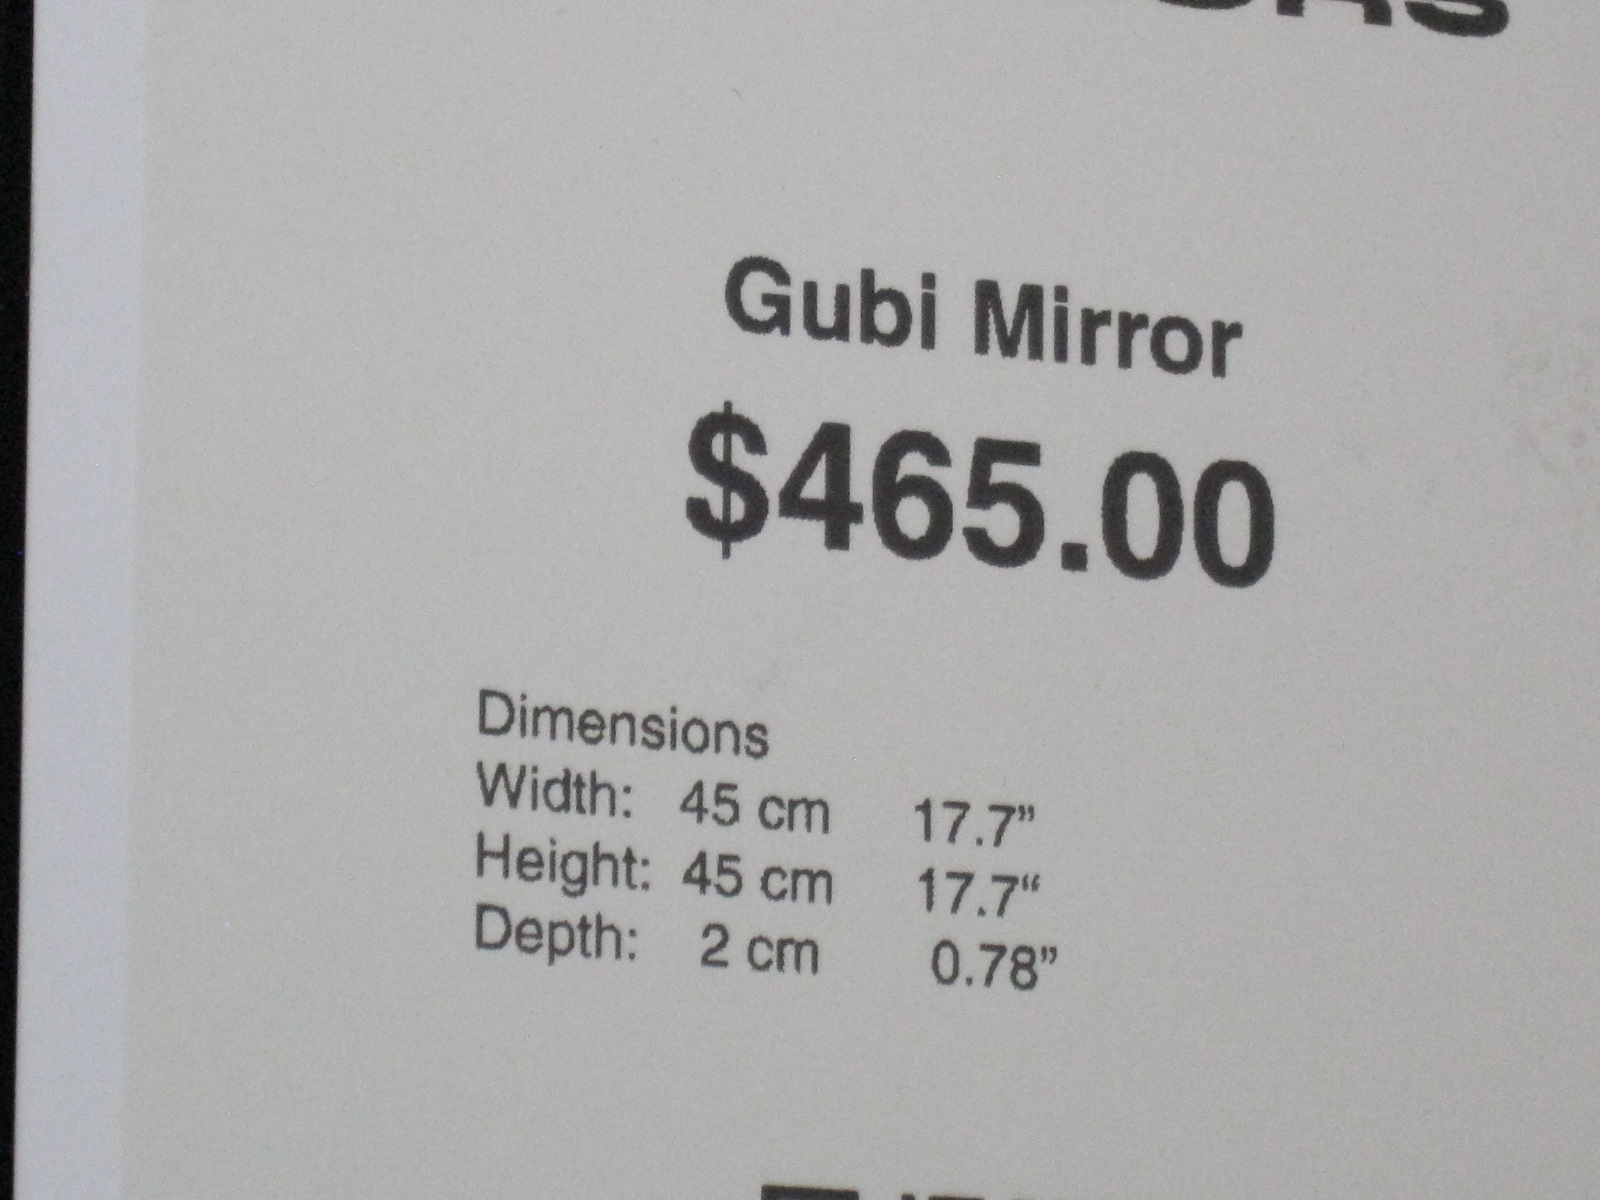 Gubi Mirror
$465.00
Dimensions
Width: 45 cm 17.7”
Height: 45 cm 17.7“
Depth: 2 cm 0.78”